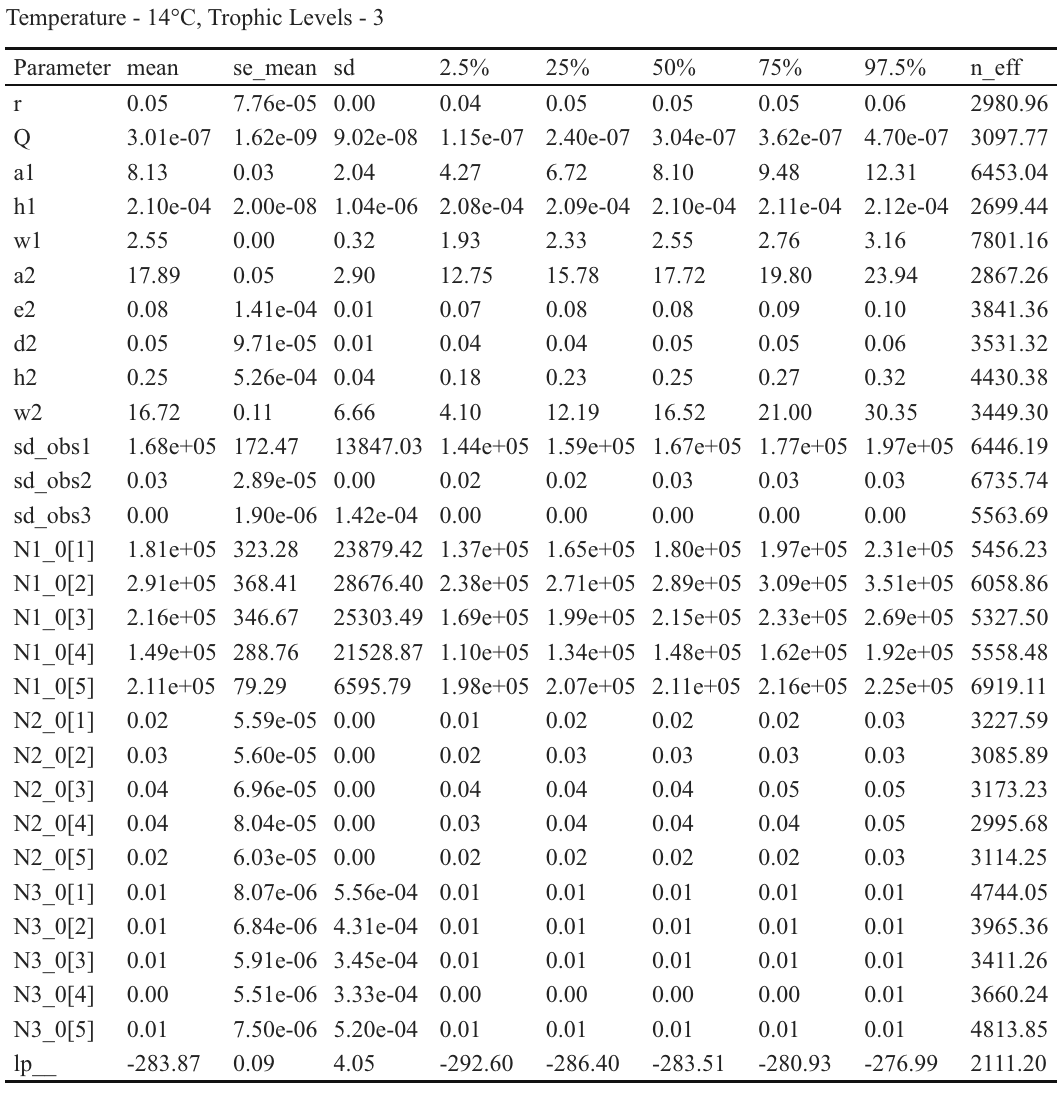 Temperature - 14°C, Trophic Levels - 3
Parameter mean se_mean sd 2.5% 25% 50% 75% 97.5% n_eff
r 0.05 7.76e-05 0.00 0.04 0.05 0.05 0.05 0.06 2980.96
Q 3.01e-07 1.62e-09 9.02e-08 1.15e-07 2.40e-07 3.04e-07 3.62e-07 4.70e-07 3097.77
a1 8.13 0.03 2.04 4.27 6.72 8.10 9.48 12.31 6453.04
h1 2.10e-04 2.00e-08 1.04e-06 2.08e-04 2.09e-04 2.10e-04 2.11e-04 2.12e-04 2699.44
w1 2.55 0.00 0.32 1.93 2.33 2.55 2.76 3.16 7801.16
a2 17.89 0.05 2.90 12.75 15.78 17.72 19.80 23.94 2867.26
e2 0.08 1.41e-04 0.01 0.07 0.08 0.08 0.09 0.10 3841.36
d2 0.05 9.71e-05 0.01 0.04 0.04 0.05 0.05 0.06 3531.32
h2 0.25 5.26e-04 0.04 0.18 0.23 0.25 0.27 0.32 4430.38
w2 16.72 0.11 6.66 4.10 12.19 16.52 21.00 30.35 3449.30
sd_obs1 1.68e+05 172.47 13847.03 1.44e+05 1.59e+05 1.67e+05 1.77e+05 1.97e+05 6446.19
sd_obs2 0.03 2.89e-05 0.00 0.02 0.02 0.03 0.03 0.03 6735.74
sd_obs3 0.00 1.90e-06 1.42e-04 0.00 0.00 0.00 0.00 0.00 5563.69
N1_0[1] 1.81e+05 323.28 23879.42 1.37e+05 1.65e+05 1.80e+05 1.97e+05 2.31e+05 5456.23
N1_0[2] 2.91e+05 368.41 28676.40 2.38e+05 2.71e+05 2.89e+05 3.09e+05 3.51e+05 6058.86
N1_0[3] 2.16e+05 346.67 25303.49 1.69e+05 1.99e+05 2.15e+05 2.33e+05 2.69e+05 5327.50
N1_0[4] 1.49e+05 288.76 21528.87 1.10e+05 1.34e+05 1.48e+05 1.62e+05 1.92e+05 5558.48
N1_0[5] 2.11e+05 79.29 6595.79 1.98e+05 2.07e+05 2.11e+05 2.16e+05 2.25e+05 6919.11
N2_0[1] 0.02 5.59e-05 0.00 0.01 0.02 0.02 0.02 0.03 3227.59
N2_0[2] 0.03 5.60e-05 0.00 0.02 0.03 0.03 0.03 0.03 3085.89
N2_0[3] 0.04 6.96e-05 0.00 0.04 0.04 0.04 0.05 0.05 3173.23
N2_0[4] 0.04 8.04e-05 0.00 0.03 0.04 0.04 0.04 0.05 2995.68
N2_0[5] 0.02 6.03e-05 0.00 0.02 0.02 0.02 0.02 0.03 3114.25
N3_0[1] 0.01 8.07e-06 5.56e-04 0.01 0.01 0.01 0.01 0.01 4744.05
N3_0[2] 0.01 6.84e-06 4.31e-04 0.01 0.01 0.01 0.01 0.01 3965.36
N3_0[3] 0.01 5.91e-06 3.45e-04 0.01 0.01 0.01 0.01 0.01 3411.26
N3_0[4] 0.00 5.51e-06 3.33e-04 0.00 0.00 0.00 0.00 0.01 3660.24
N3_0[5] 0.01 7.50e-06 5.20e-04 0.01 0.01 0.01 0.01 0.01 4813.85
lp__ -283.87 0.09 4.05 -292.60 -286.40 -283.51 -280.93 -276.99 2111.20